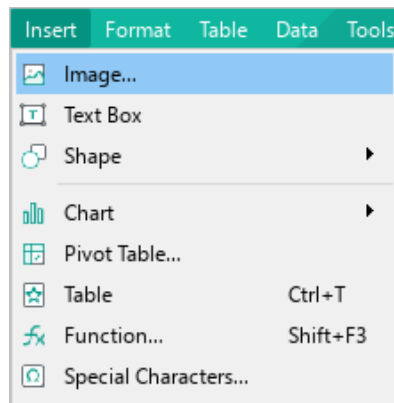 Insert Format Table Data Tools
Image...
Text Box
Shape
Chart
Pivot Table...
Table Ctrl+T
Function... Shift+F3
Special Characters...